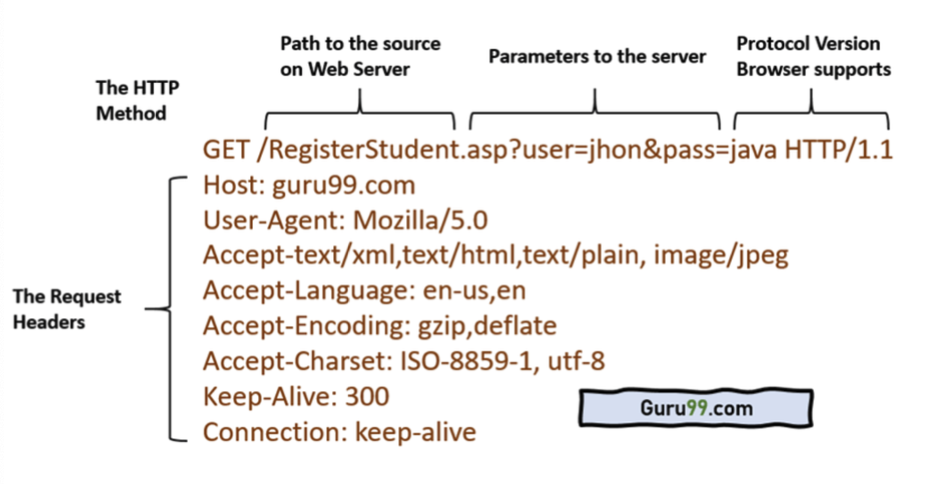 Path to the source
on Web Server
Parameters to the server
Protocol Version
Browser supports
The HTTP
Method
GET /RegisterStudent.asp?user=jhon&pass=java HTTP/1.1
Host: guru99.com
User-Agent: Mozilla/5.0
Accept-text/xml,text/html,text/plain, image/jpeg
Accept-Language: en-us,en
Accept-Encoding: gzip,deflate
Accept-Charset: ISO-8859-1, utf-8
Keep-Alive: 300
Connection: keep-alive
The Request
Headers
Guru99.com